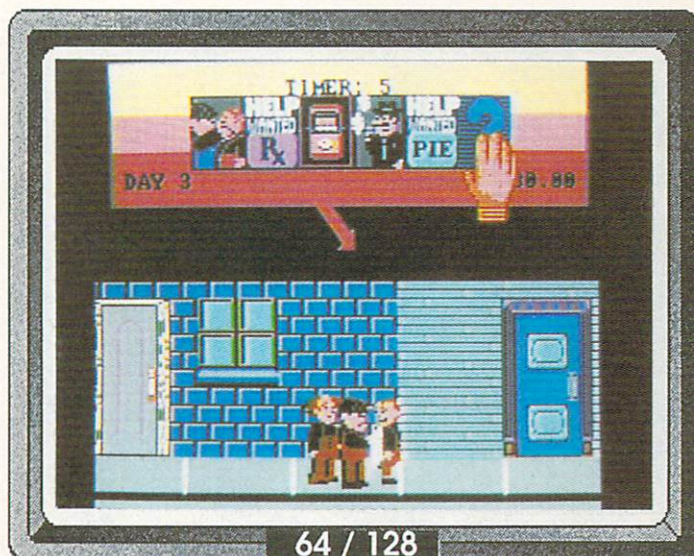 TIMER: 5
HELP HELP
WANTED WANTED
Rx i PIE
DAY 3
64 / 128